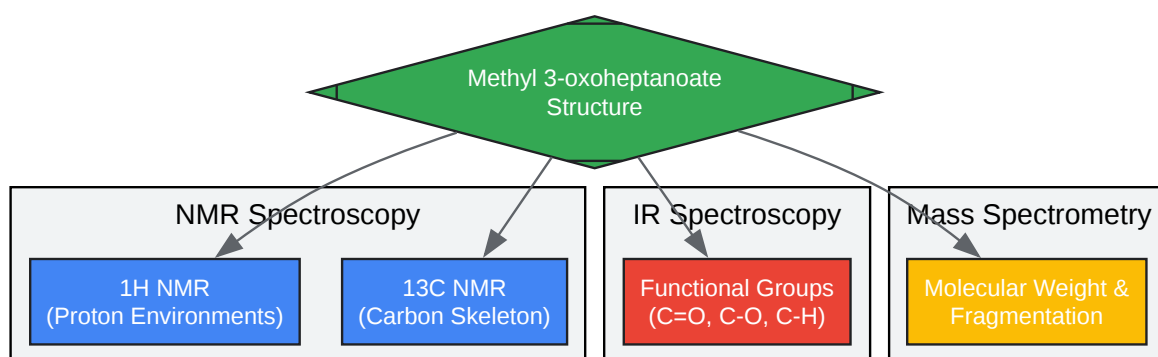 Methyl 3-oxoheptanoate
Structure
NMR Spectroscopy
IR Spectroscopy
Mass Spectrometry
1H NMR
(Proton Environments)
13C NMR
(Carbon Skeleton)
Functional Groups
(C=O, C-O, C-H)
Molecular Weight &
Fragmentation